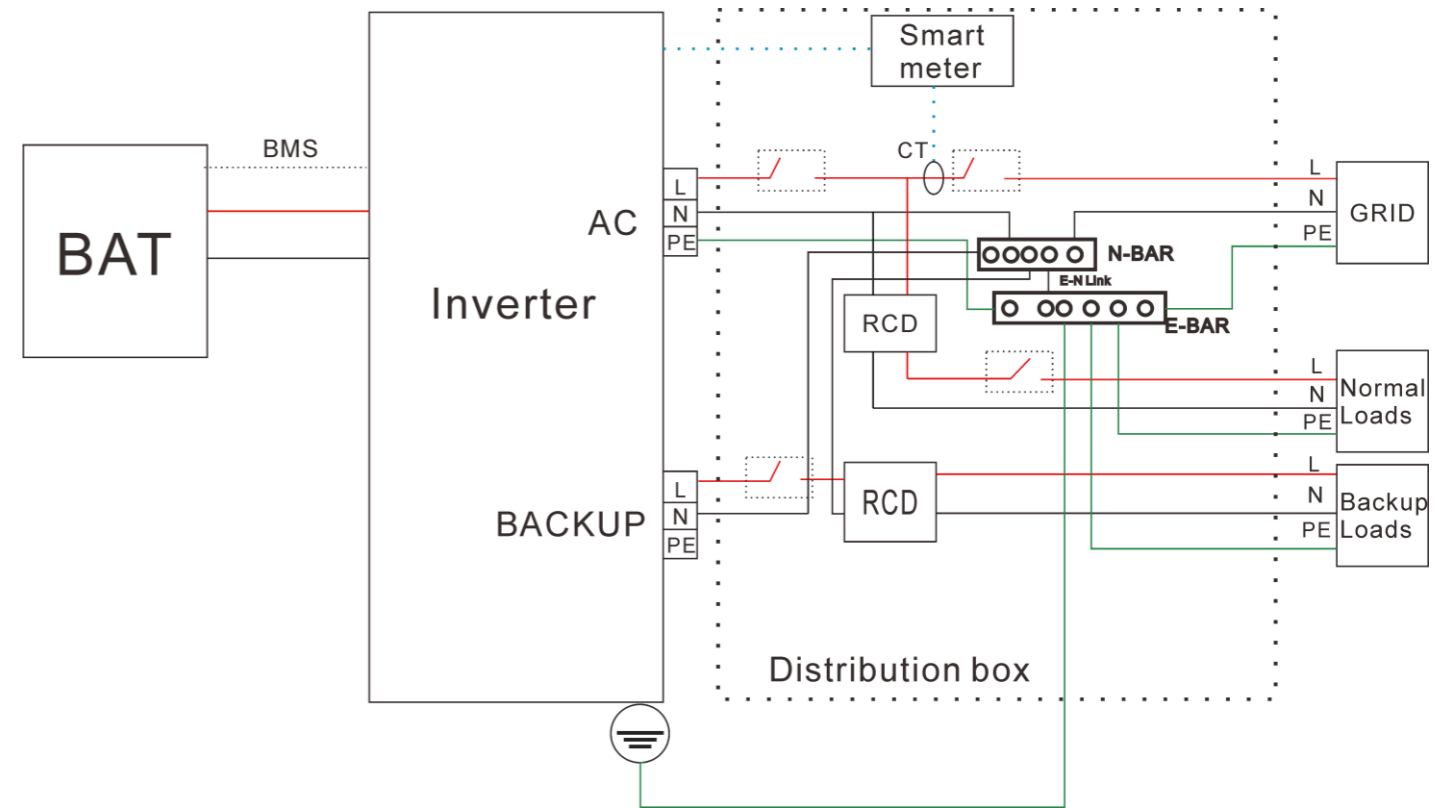 Smart
meter
BMS
CT
BAT
Inverter
AC
L
N
PE
L
N
PE
GRID
N-BAR
E-N Link
E-BAR
RCD
L
N
PE
Normal
Loads
BACKUP
L
N
PE
RCD
L
N
PE
Backup
Loads
Distribution box